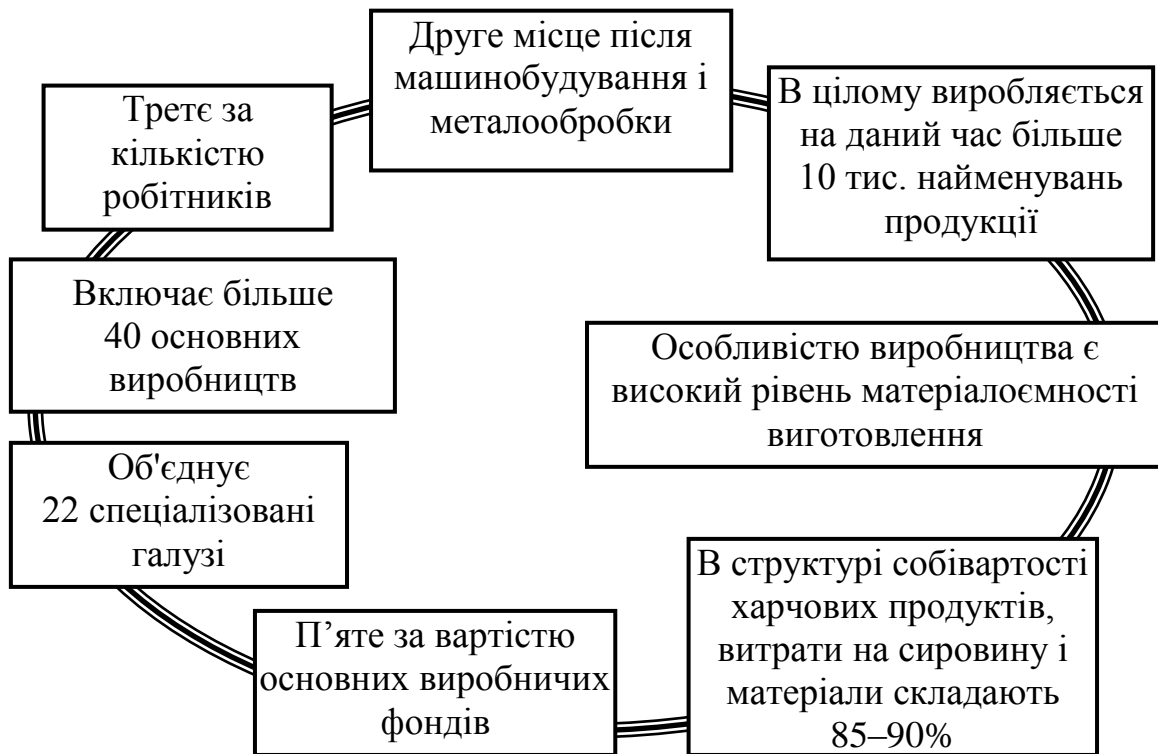 Друге місце після
машинобудування і
металообробки
В цілому виробляється
на даний час більше
10 тис. найменувань
продукції
Особливістю виробництва є
високий рівень матеріалоємності
виготовлення
В структурі собівартості
харчових продуктів,
витрати на сировину і
матеріали складають
85–90%
П’яте за вартістю
основних виробничих
фондів
Об'єднує
22 спеціалізовані
галузі
Включає більше
40 основних
виробництв
Третє за
кількістю
робітників